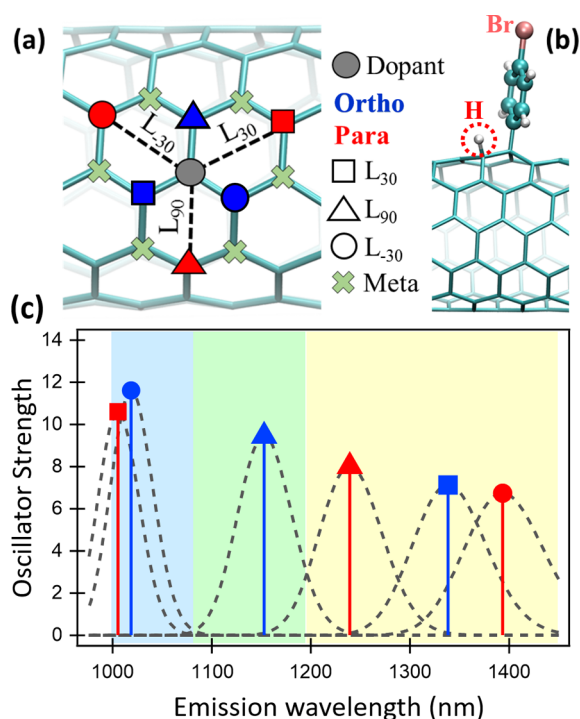 (a)
L-30
L30
L90
Dopant
Ortho
Para
L30
L90
L-30
Meta
(b)
Br
H
(c)
14
12
10
8
6
4
2
0
Oscillator Strength
1000 1100 1200 1300 1400
Emission wavelength (nm)